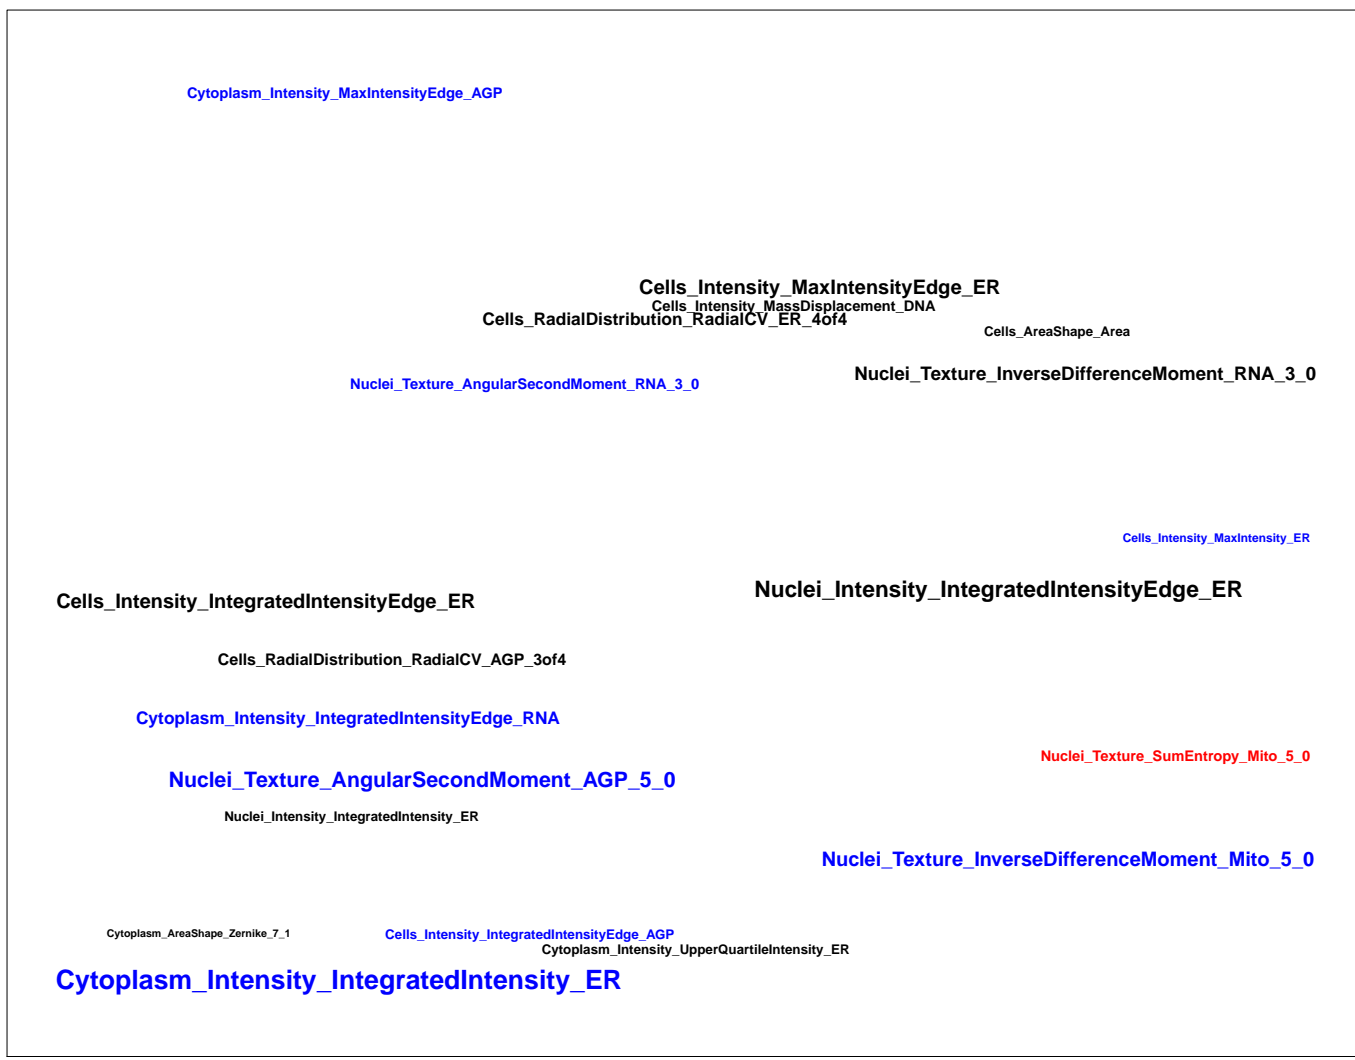 Cytoplasm_Intensity_MaxIntensityEdge_AGP
Cells_Intensity_MaxIntensityEdge_ER
Cells_Intensity_MassDisplacement_DNA
Cells_RadialDistribution_RadialCV_ER_4of4
Cells_AreaShape_Area
Nuclei_Texture_InverseDifferenceMoment_RNA_3_0
Nuclei_Texture_AngularSecondMoment_RNA_3_0
Cells_Intensity_MaxIntensity_ER
Nuclei_Intensity_IntegratedIntensityEdge_ER
Cells_Intensity_IntegratedIntensityEdge_ER
Cells_RadialDistribution_RadialCV_AGP_3of4
Cytoplasm_Intensity_IntegratedIntensityEdge_RNA
Nuclei_Texture_SumEntropy_Mito_5_0
Nuclei_Texture_AngularSecondMoment_AGP_5_0
Nuclei_Intensity_IntegratedIntensity_ER
Nuclei_Texture_InverseDifferenceMoment_Mito_5_0
Cytoplasm_AreaShape_Zernike_7_1
Cells_Intensity_IntegratedIntensityEdge_AGP
Cytoplasm_Intensity_UpperQuartileIntensity_ER
Cytoplasm_Intensity_IntegratedIntensity_ER